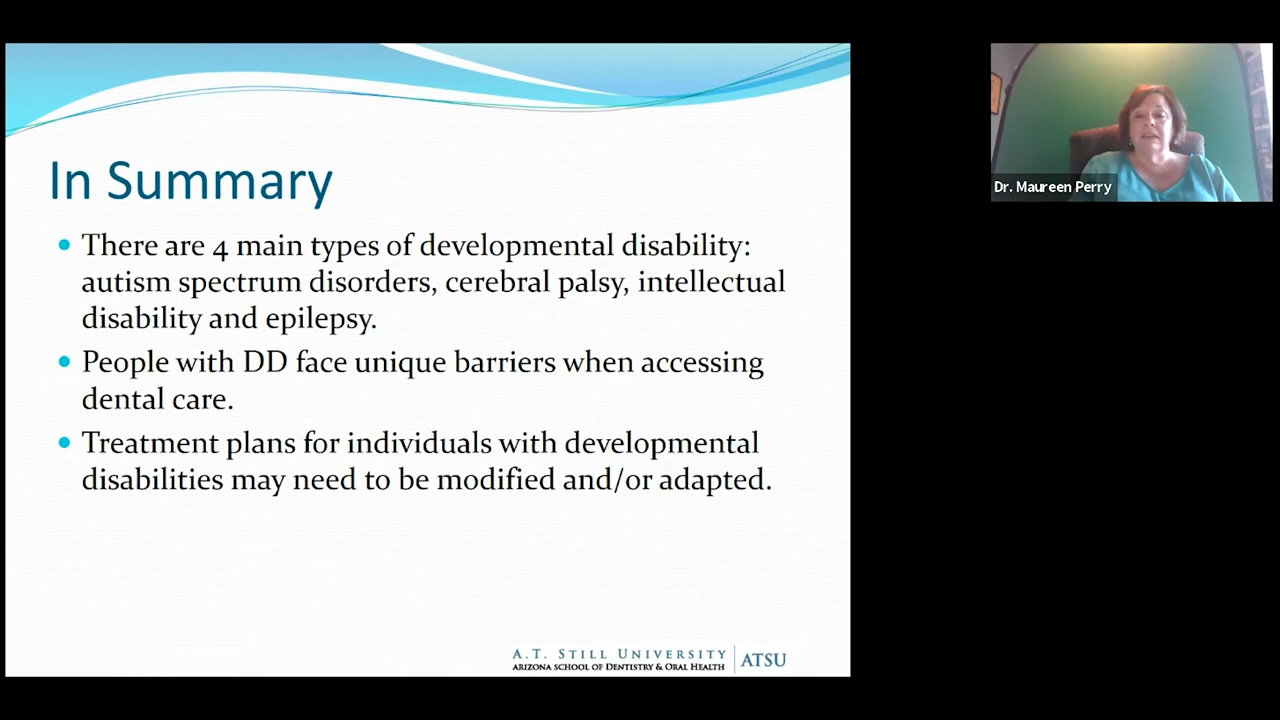 In Summary
There are 4 main types of developmental disability:
autism spectrum disorders, cerebral palsy, intellectual
disability and epilepsy.
People with DD face unique barriers when accessing
dental care.
Treatment plans for individuals with developmental
disabilities may need to be modified and/or adapted.
A.T. STILL UNIVERSITY
ARIZONA SCHOOL OF DENTISTRY & ORAL HEALTH
ATSU
Dr. Maureen Perry